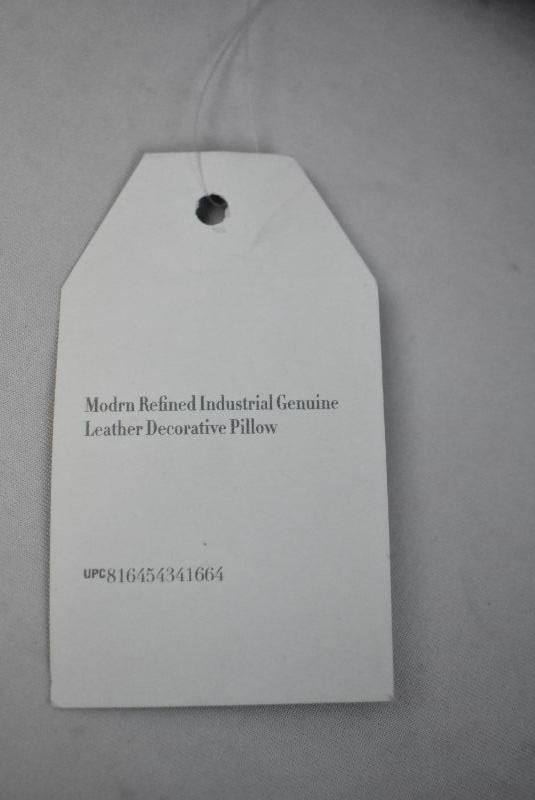 Modrn Refined Industrial Genuine
Leather Decorative Pillow
UPC816454341664